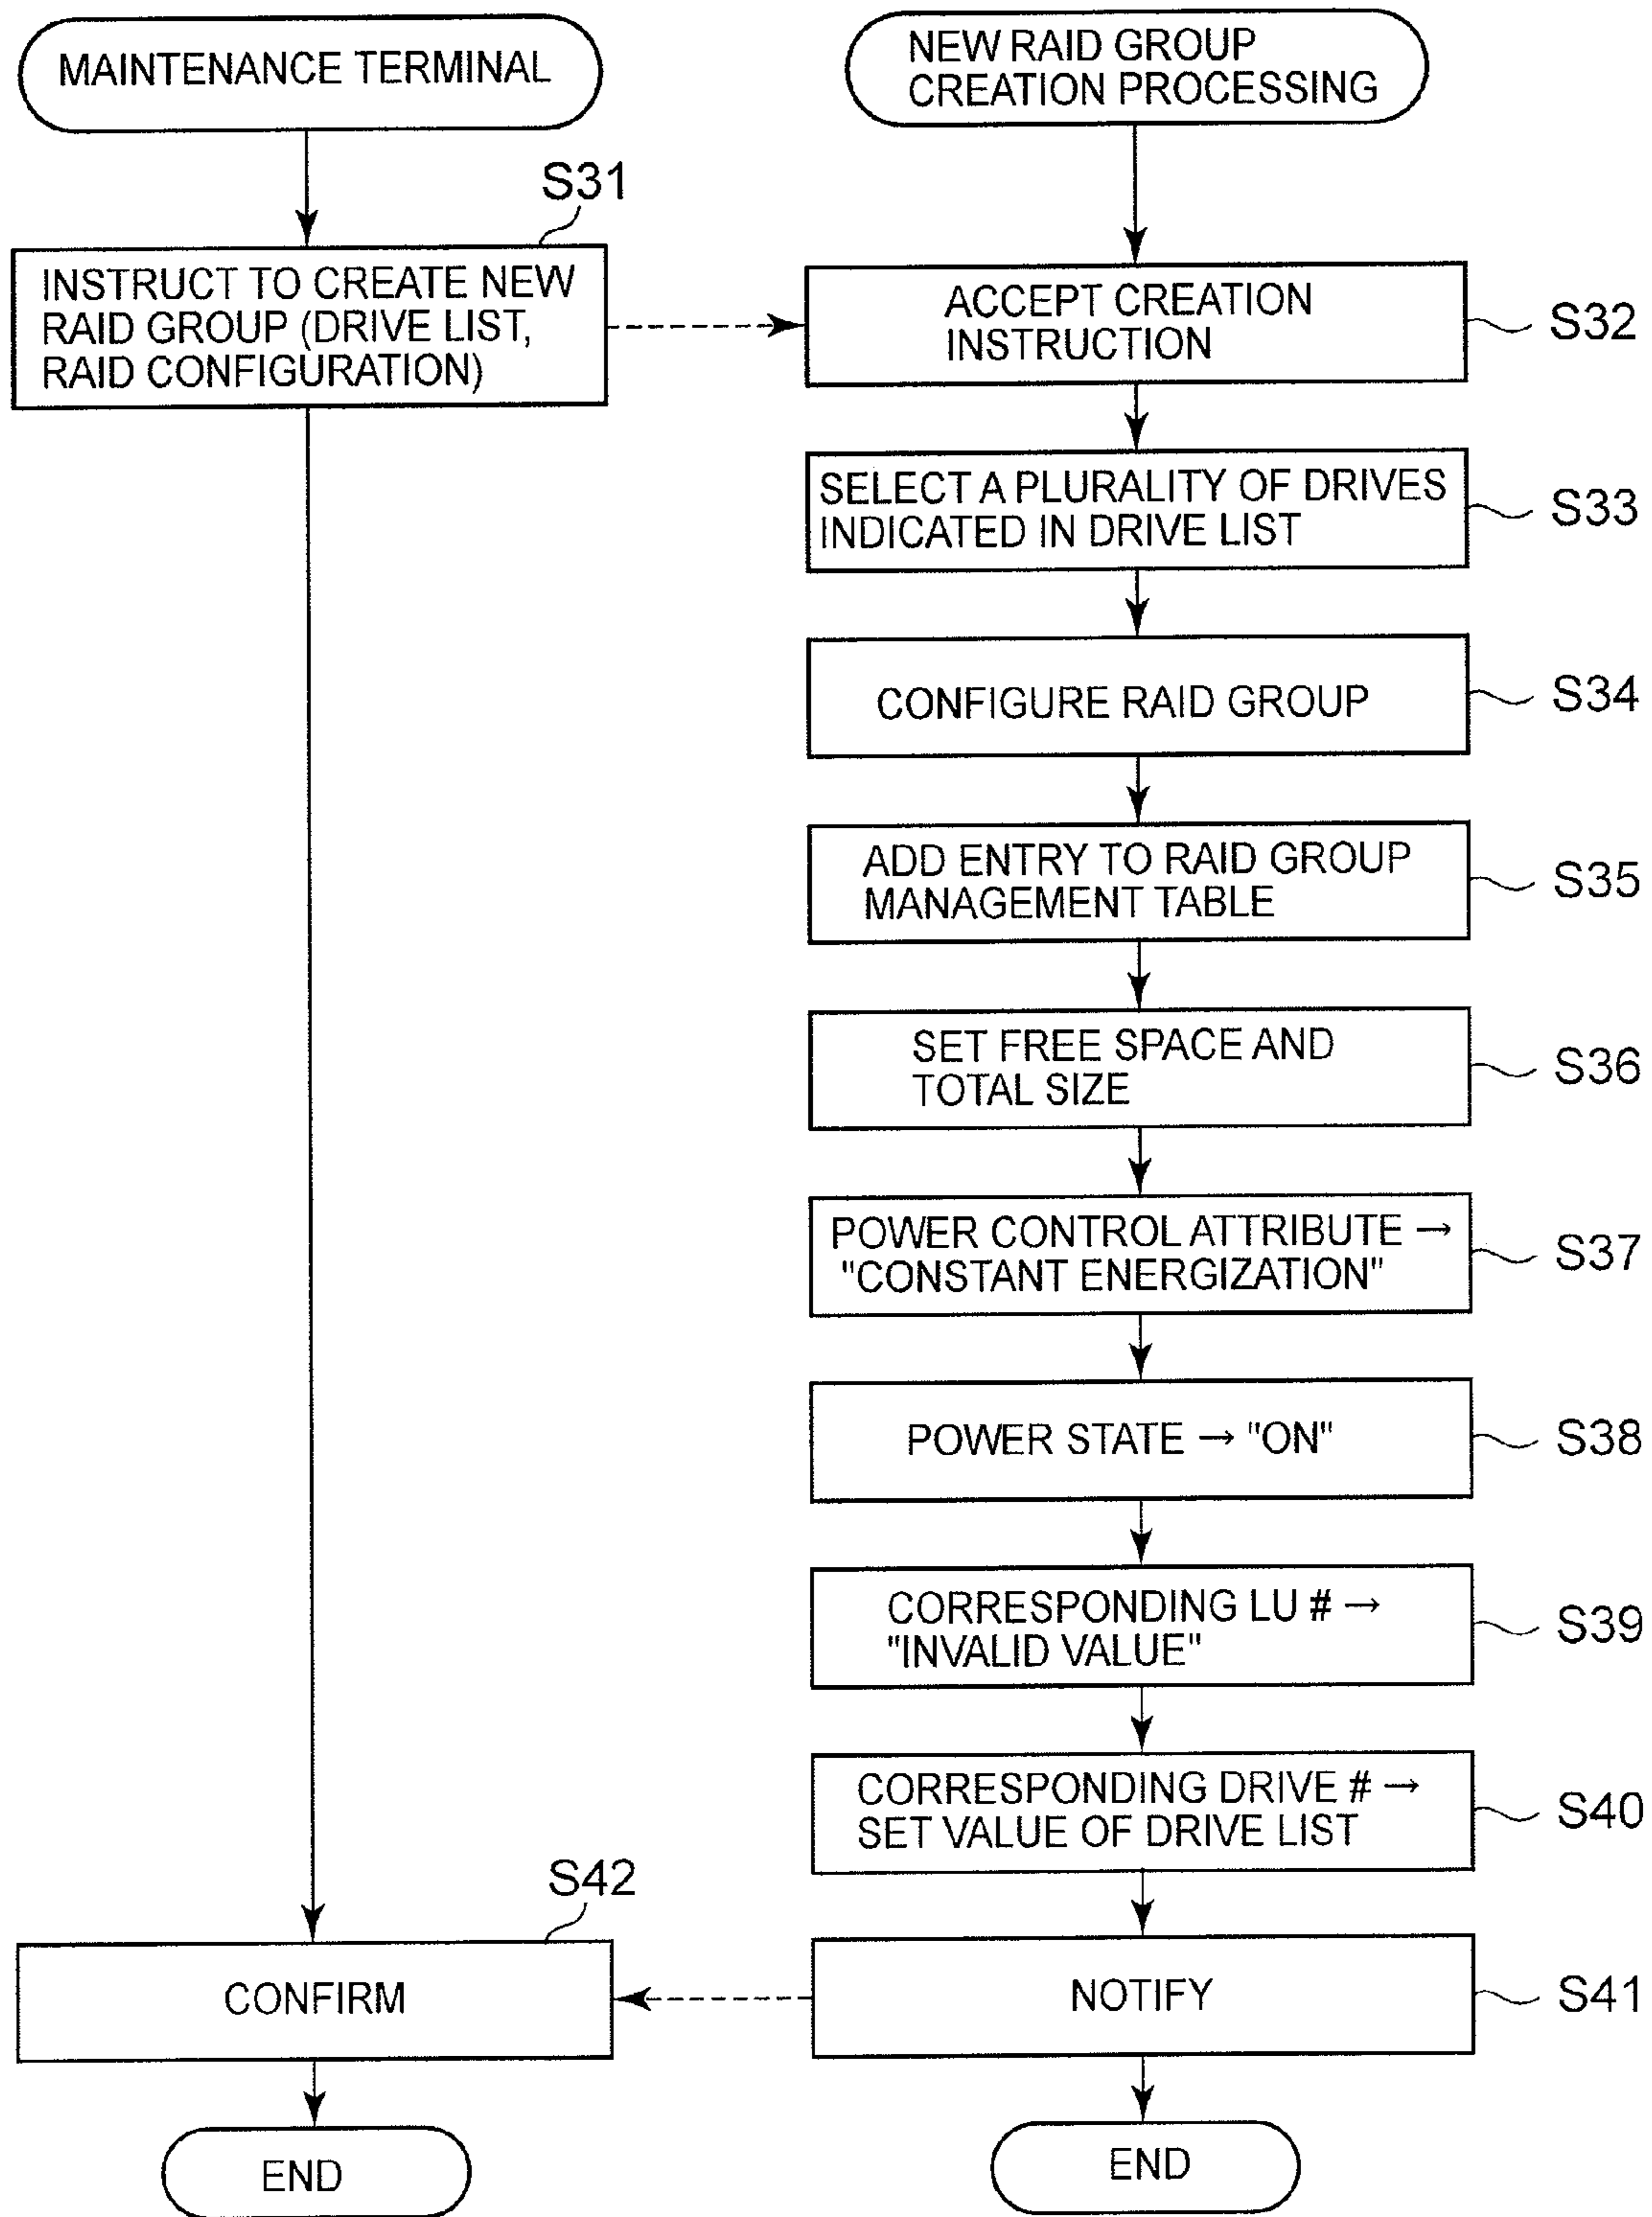 MAINTENANCE TERMINAL
NEW RAID GROUP
CREATION PROCESSING
S31
INSTRUCT TO CREATE NEW
RAID GROUP (DRIVE LIST,
RAID CONFIGURATION)
ACCEPT CREATION
INSTRUCTION
S32
SELECT A PLURALITY OF DRIVES
INDICATED IN DRIVE LIST
S33
CONFIGURE RAID GROUP
S34
ADD ENTRY TO RAID GROUP
MANAGEMENT TABLE
S35
SET FREE SPACE AND
TOTAL SIZE
S36
POWER CONTROL ATTRIBUTE →
"CONSTANT ENERGIZATION"
S37
POWER STATE → "ON"
S38
CORRESPONDING LU # →
"INVALID VALUE"
S39
CORRESPONDING DRIVE # →
SET VALUE OF DRIVE LIST
S40
S42
CONFIRM
NOTIFY
S41
END
END